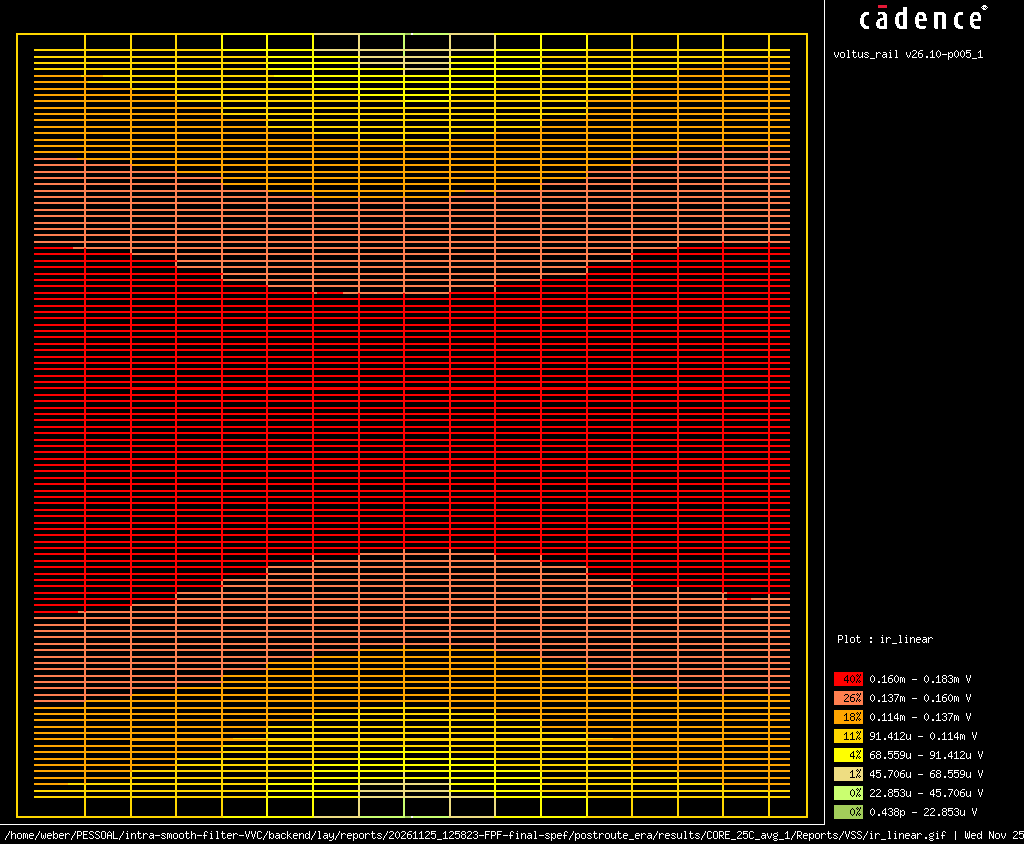 cādence®
voltus_rail v26.10-p005_1
Plot : ir_linear
40% 0.160m - 0.183m V
26% 0.137m - 0.160m V
18% 0.114m - 0.137m V
11% 91.412u - 0.114m V
4% 68.559u - 91.412u V
1% 45.706u - 68.559u V
0% 22.853u - 45.706u V
0% 0.438p - 22.853u V
/home/weber/PESSOAL/intra-smooth-filter-VVC/backend/lay/reports/20261125_125823-FPF-final-spef/postroute_era/results/CORE_25C_avg_1/Reports/VSS/ir_linear.gif | Wed Nov 25